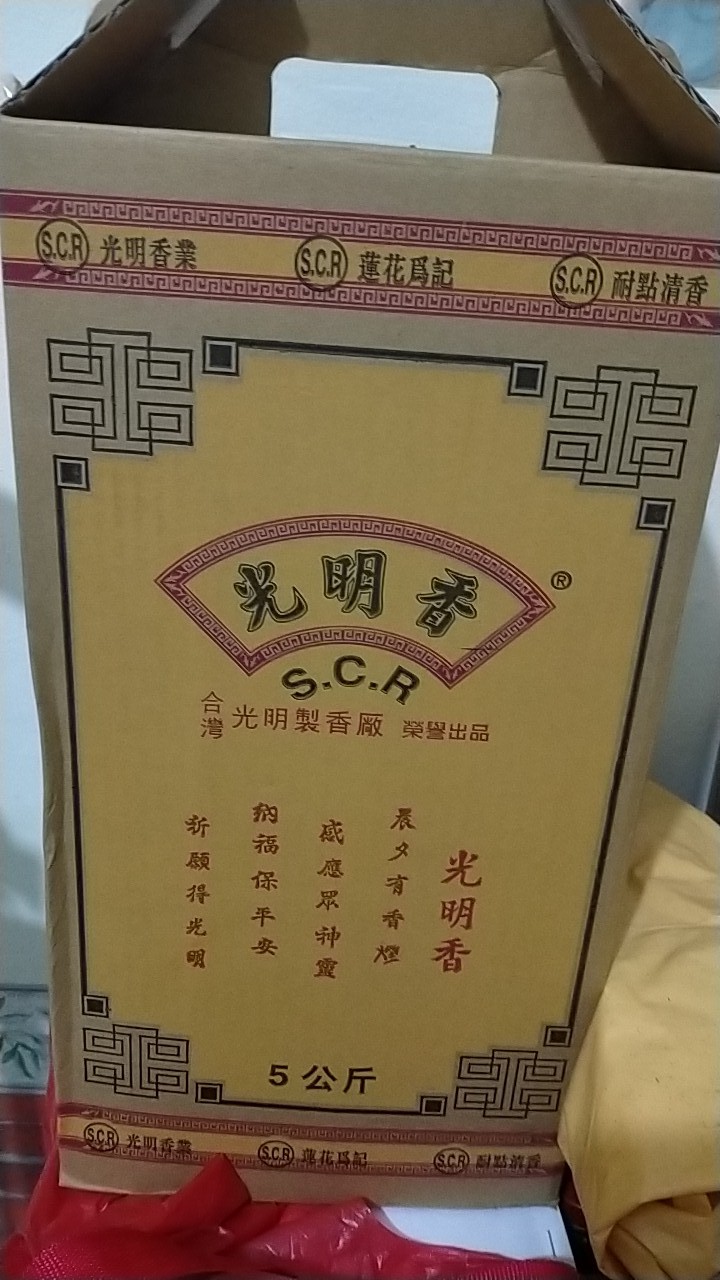 S.C.R 光明香業 S.C.R 蓮花爲記 S.C.R 耐點清香
光明香®
S.C.R
台灣光明製香廠 榮譽出品
光明香
晨夕有香煙
感應眾神靈
納福保平安
祈願得光明
5公斤
S.C.R 光明香業 S.C.R 蓮花爲記 S.C.R 耐點清香